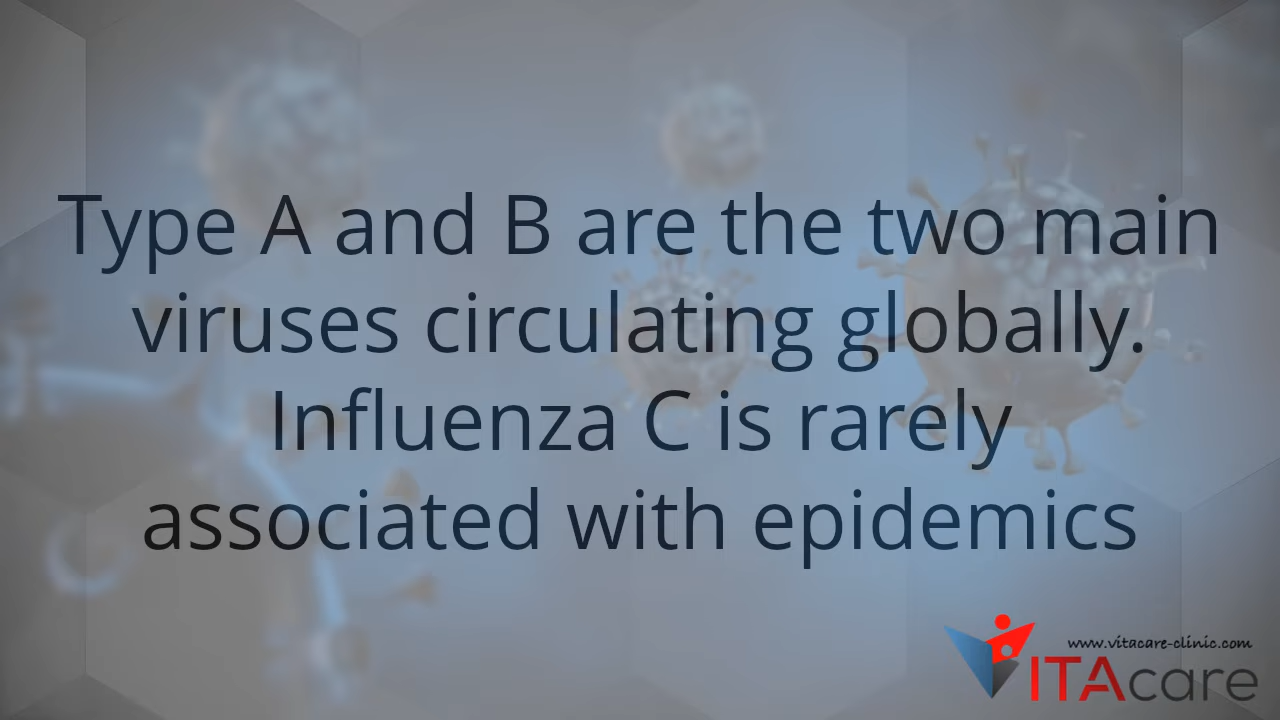 Type A and B are the two main
viruses circulating globally.
Influenza C is rarely
associated with epidemics
www.vitacare-clinic.com
VITAcare